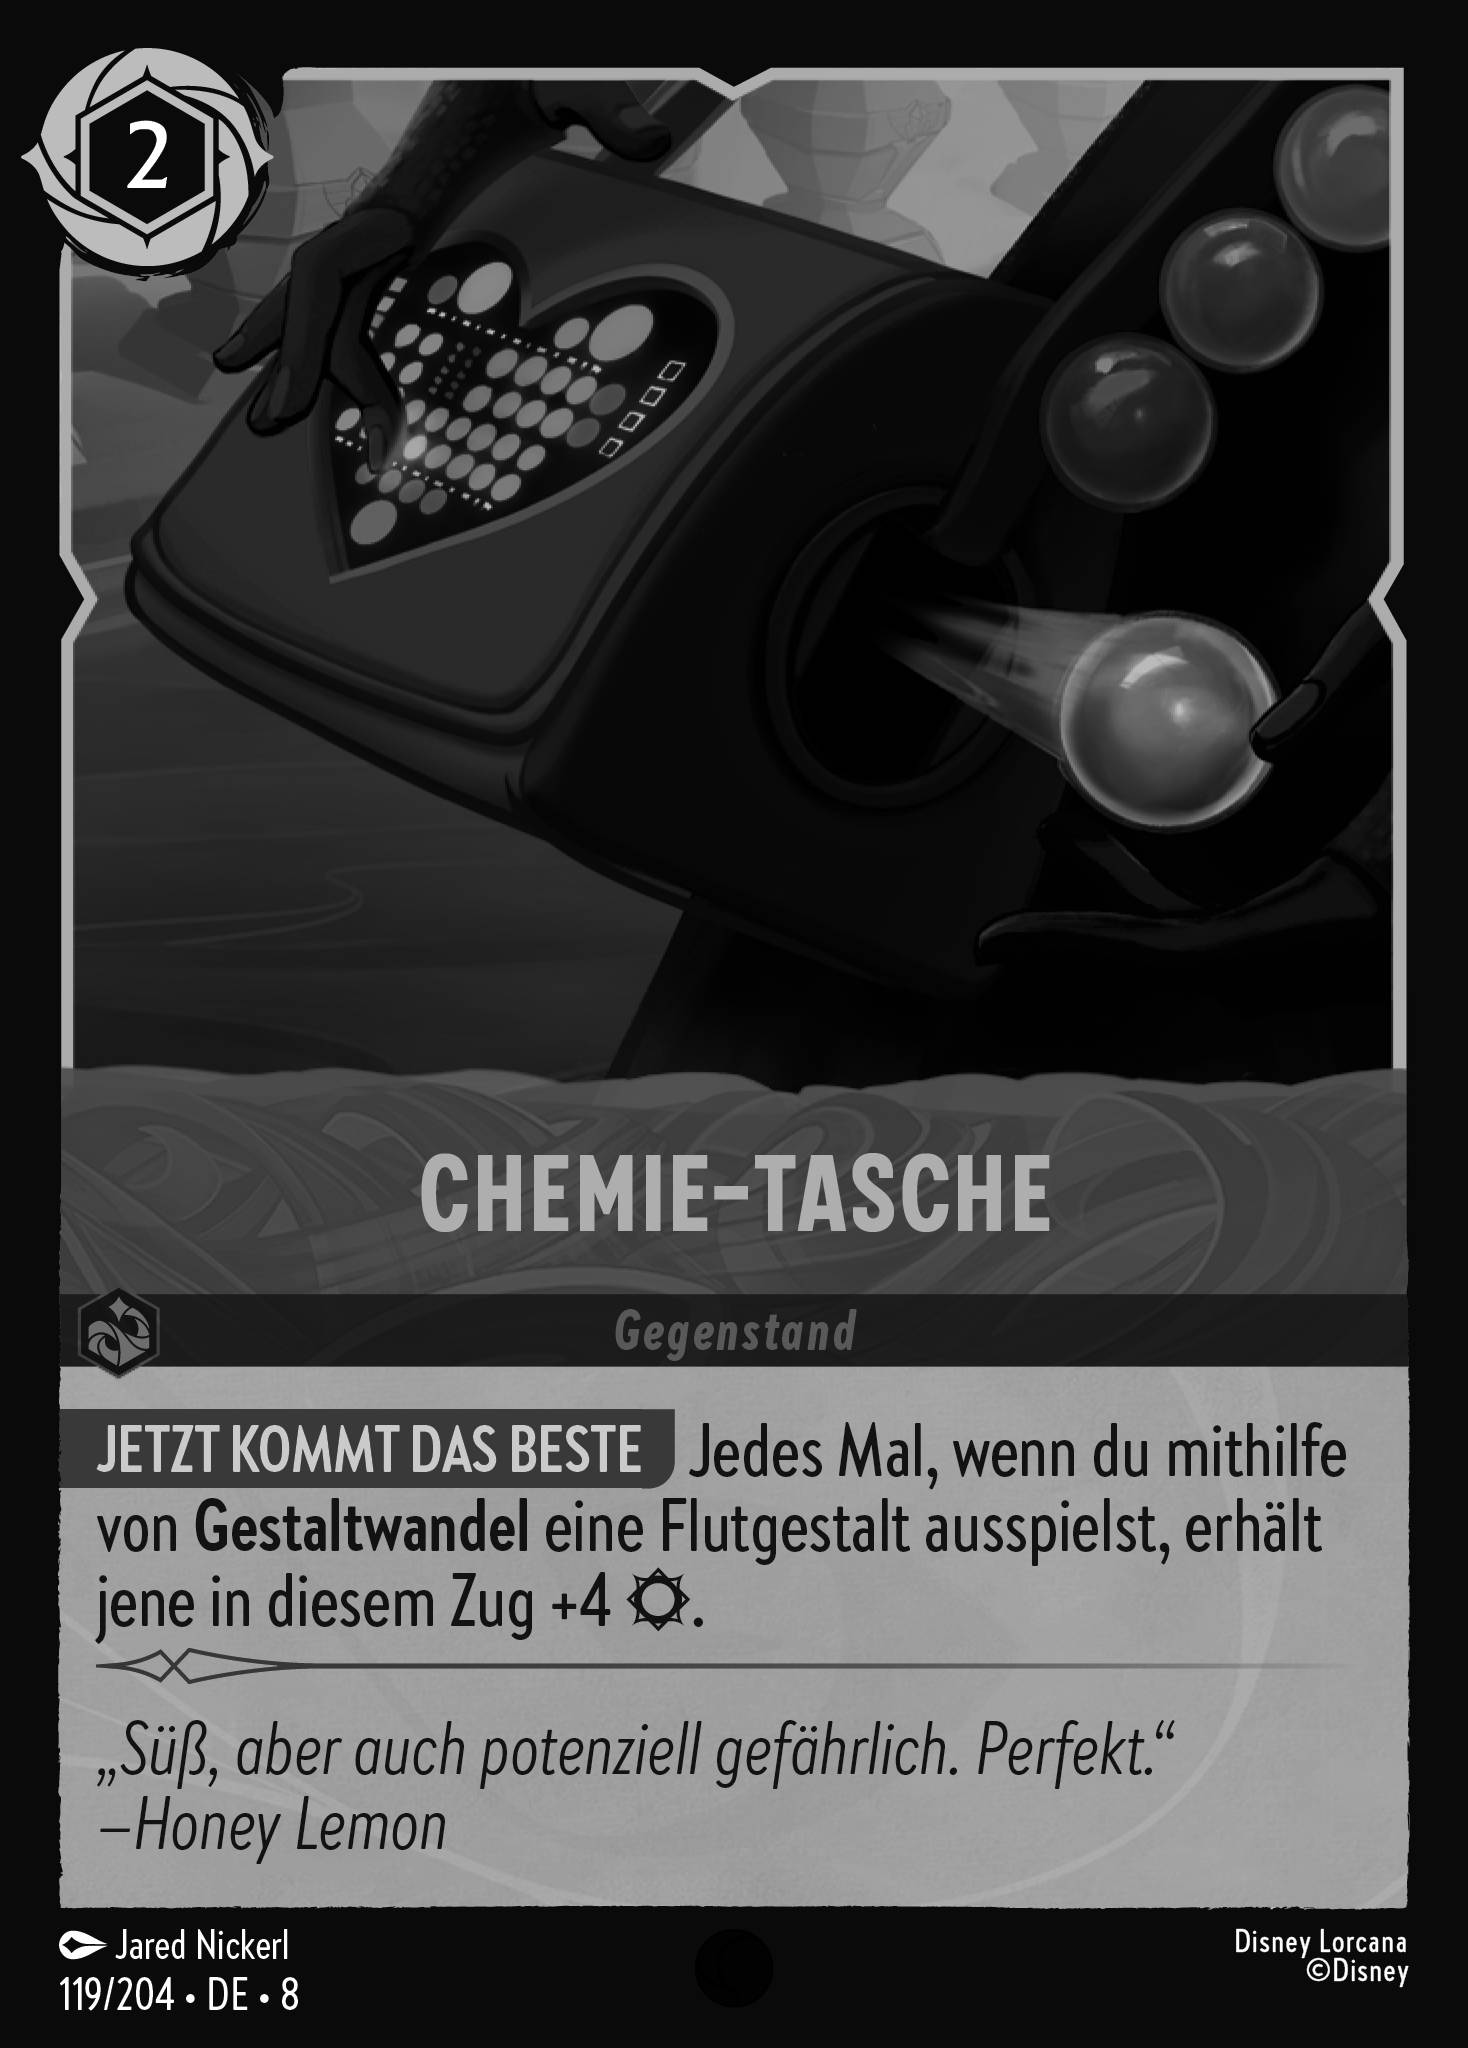 2
CHEMIE-TASCHE
Gegenstand
JETZT KOMMT DAS BESTE Jedes Mal, wenn du mithilfe
von Gestaltwandel eine Flutgestalt ausspielst, erhält
jene in diesem Zug +4 .
„Süß, aber auch potenziell gefährlich. Perfekt.“
–Honey Lemon
Jared Nickerl
119/204 • DE • 8
Disney Lorcana
©Disney